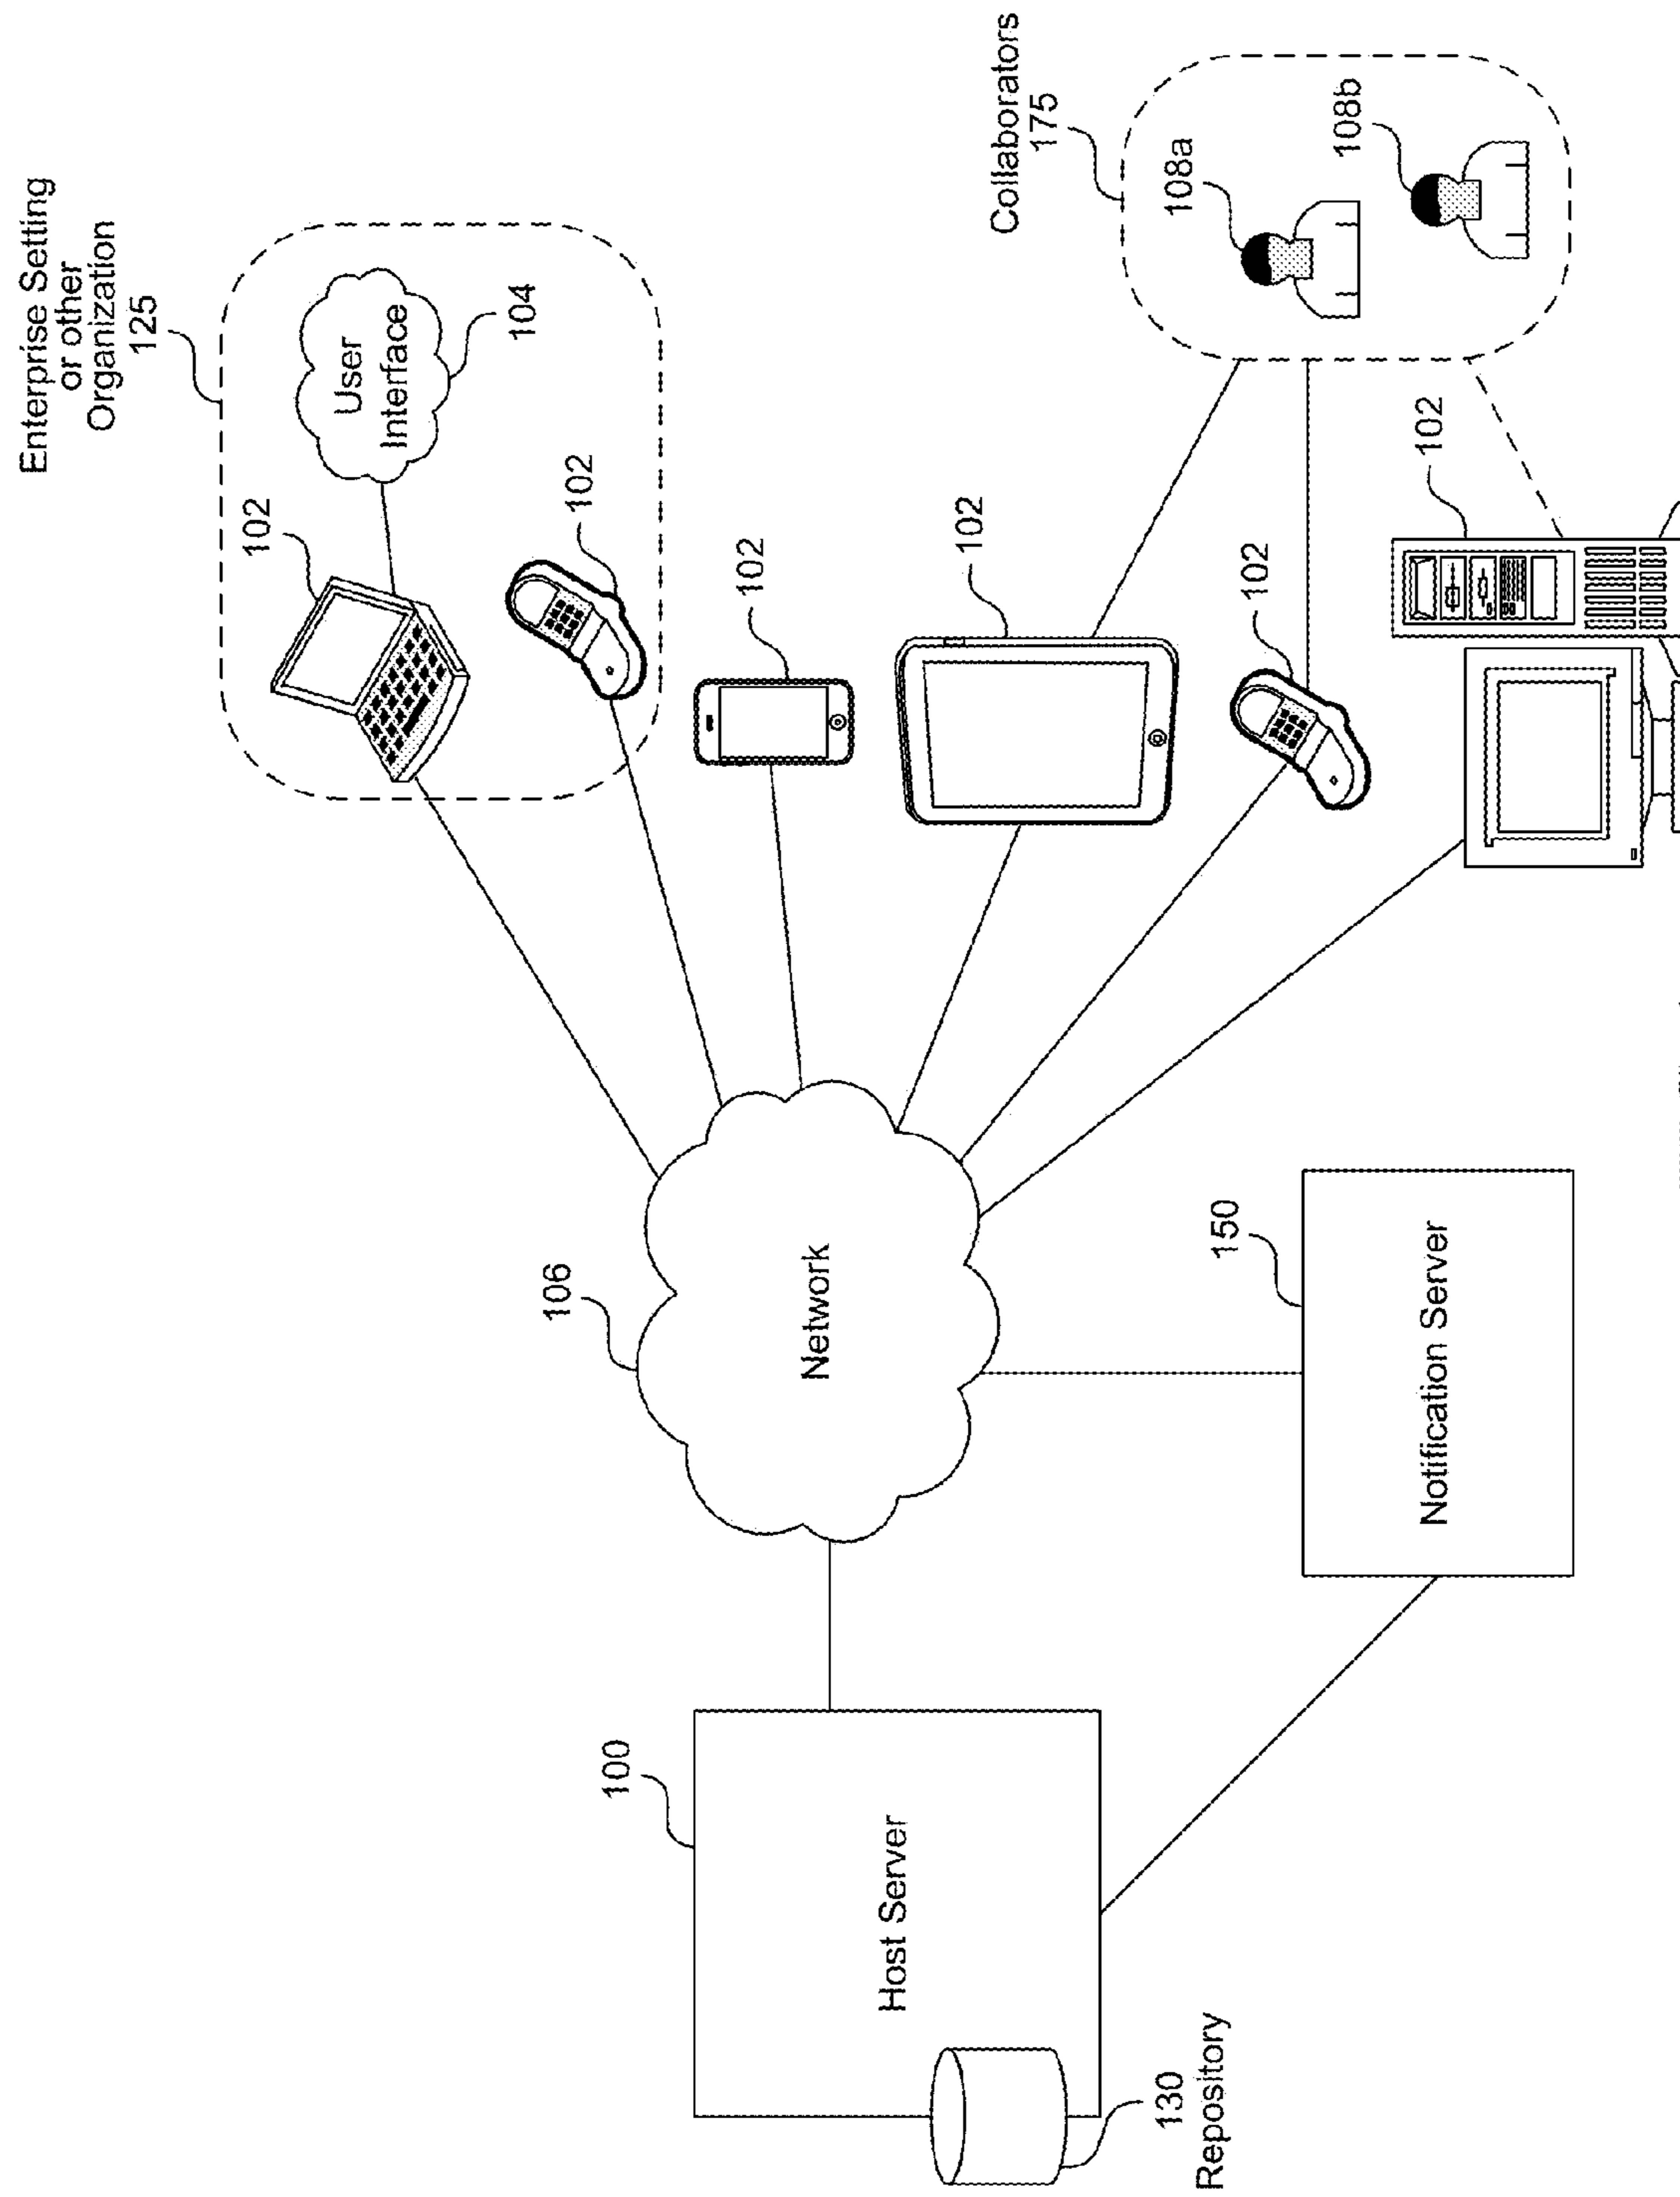 Enterprise Setting
or other
Organization
125
102
User
Interface
104
102
102
Collaborators
175
108a
108b
102
102
102
106
Network
150
Notification Server
100
Host Server
130
Repository